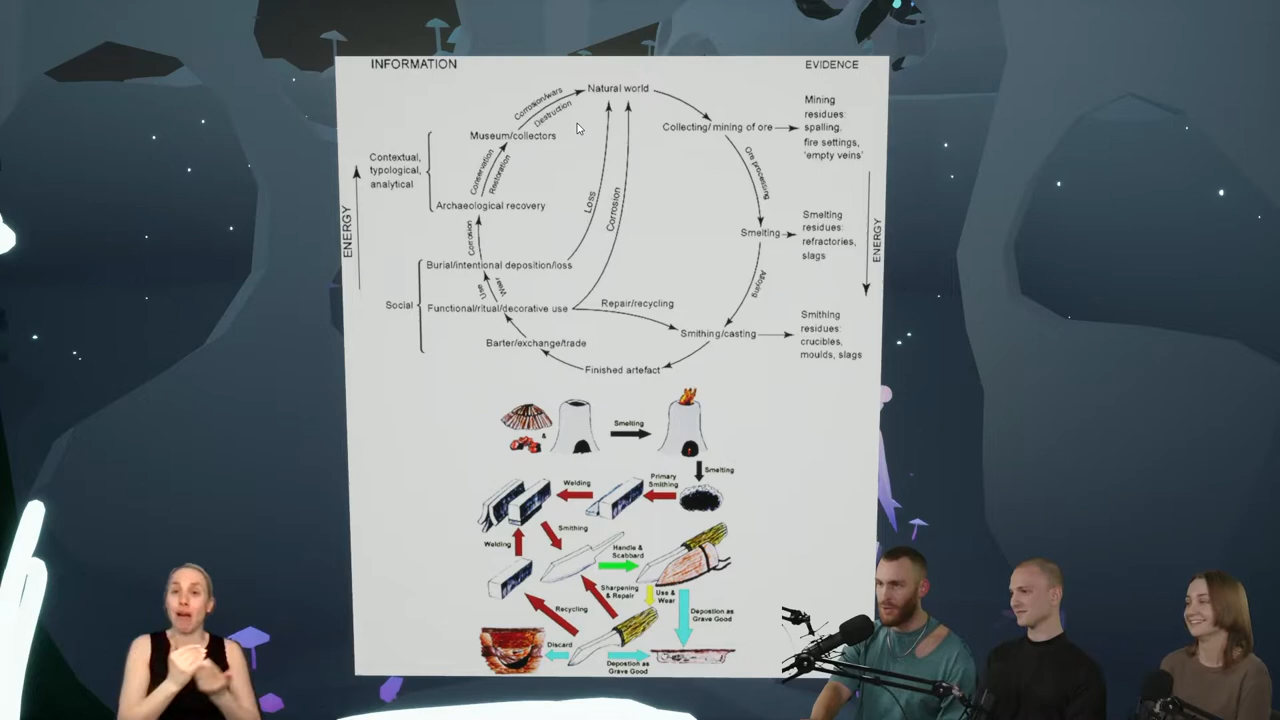 INFORMATION
EVIDENCE
Natural world
Corrosion/wars
Destruction
Museum/collectors
Collecting/mining of ore
Mining
residues:
spalling,
fire settings,
'empty veins'
Contextual,
typological,
analytical
Conservation
Restoration
Ore processing
ENERGY
Archaeological recovery
Loss
Corrosion
Corrosion
Smelting
Smelting
residues:
refractories,
slags
ENERGY
Burial/intentional deposition/loss
Use
Wear
Alloying
Social
Functional/ritual/decorative use
Repair/recycling
Smithing/casting
Smithing
residues:
crucibles,
moulds, slags
Barter/exchange/trade
Finished artefact
Smelting
&
Smelting
Primary
Smithing
Welding
Smithing
Welding
Handle &
Scabbard
Sharpening
& Repair
Use &
Wear
Recycling
Depostion as
Grave Good
Discard
Depostion as
Grave Good